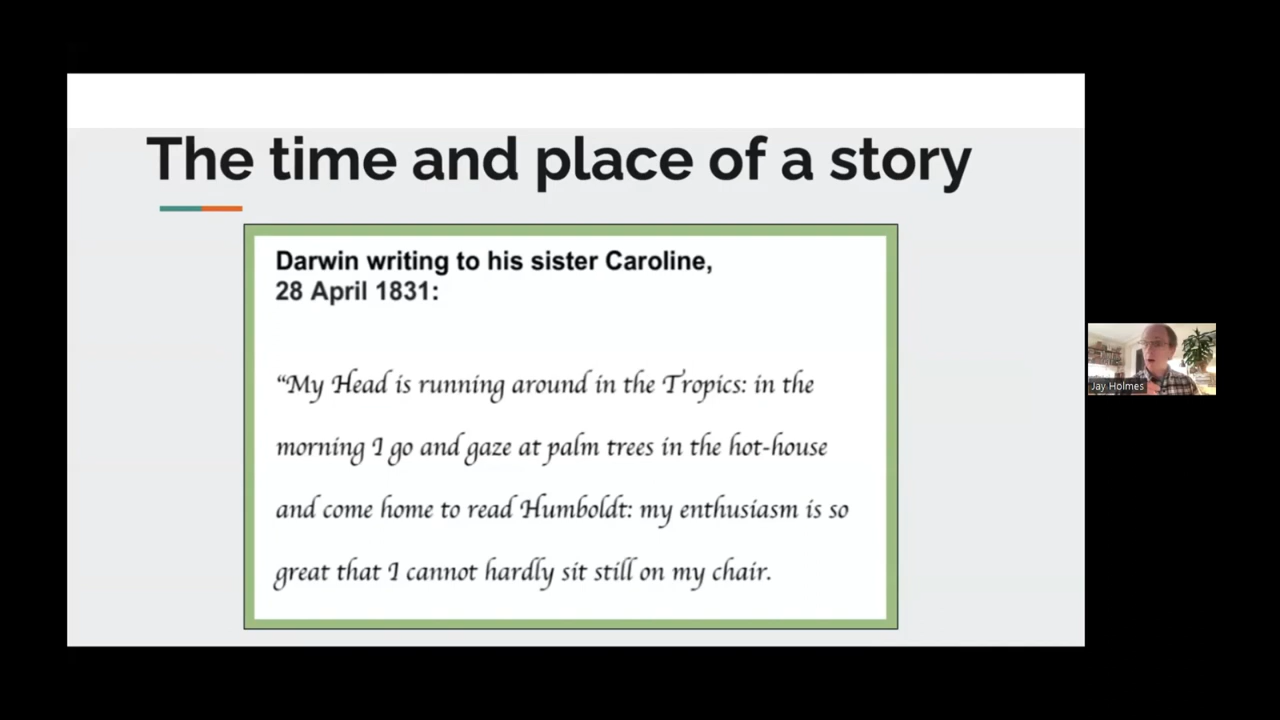 The time and place of a story
Darwin writing to his sister Caroline,
28 April 1831:
“My Head is running around in the Tropics: in the
morning I go and gaze at palm trees in the hot-house
and come home to read Humboldt: my enthusiasm is so
great that I cannot hardly sit still on my chair.
Jay Holmes